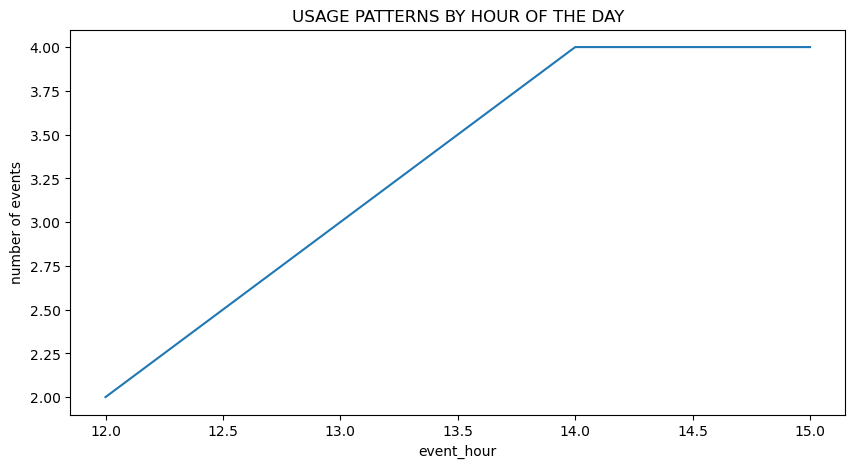 USAGE PATTERNS BY HOUR OF THE DAY
4.00
3.75
3.50
3.25
3.00
2.75
2.50
2.25
2.00
number of events
12.0 12.5 13.0 13.5 14.0 14.5 15.0
event_hour